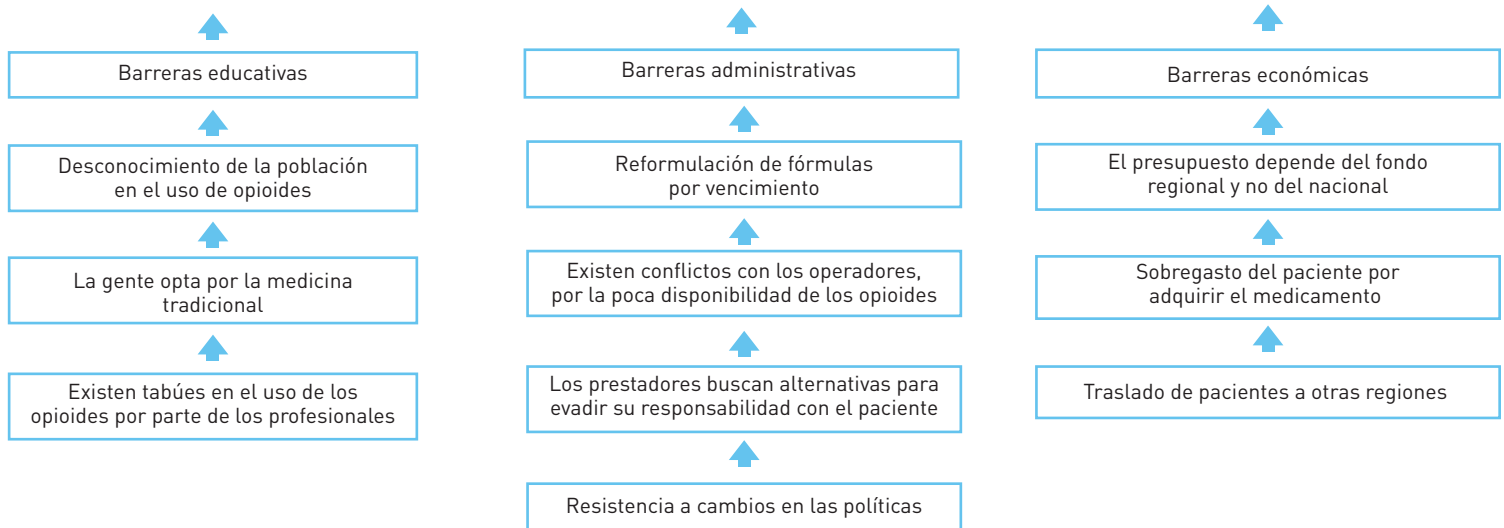 Barreras educativas
Desconocimiento de la población
en el uso de opioides
La gente opta por la medicina
tradicional
Existen tabúes en el uso de los
opioides por parte de los profesionales
Barreras administrativas
Reformulación de fórmulas
por vencimiento
Existen conflictos con los operadores,
por la poca disponibilidad de los opioides
Los prestadores buscan alternativas para
evadir su responsabilidad con el paciente
Resistencia a cambios en las políticas
Barreras económicas
El presupuesto depende del fondo
regional y no del nacional
Sobregasto del paciente por
adquirir el medicamento
Traslado de pacientes a otras regiones